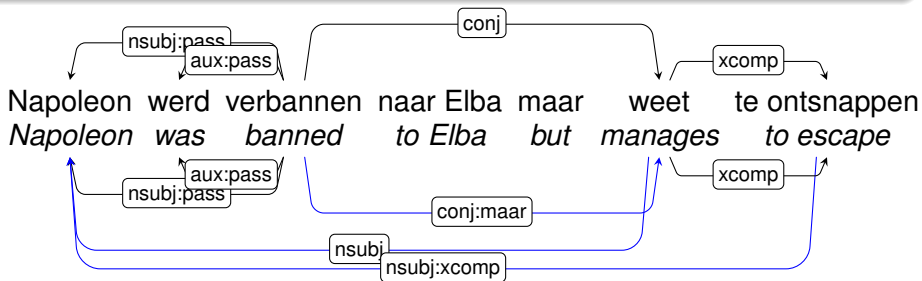 conj
nsubj:pass
aux:pass
xcomp
Napoleon werd verbannen naar Elba maar weet te ontsnappen
Napoleon was banned to Elba but manages to escape
aux:pass
xcomp
nsubj:pass
conj:maar
nsubj
nsubj:xcomp